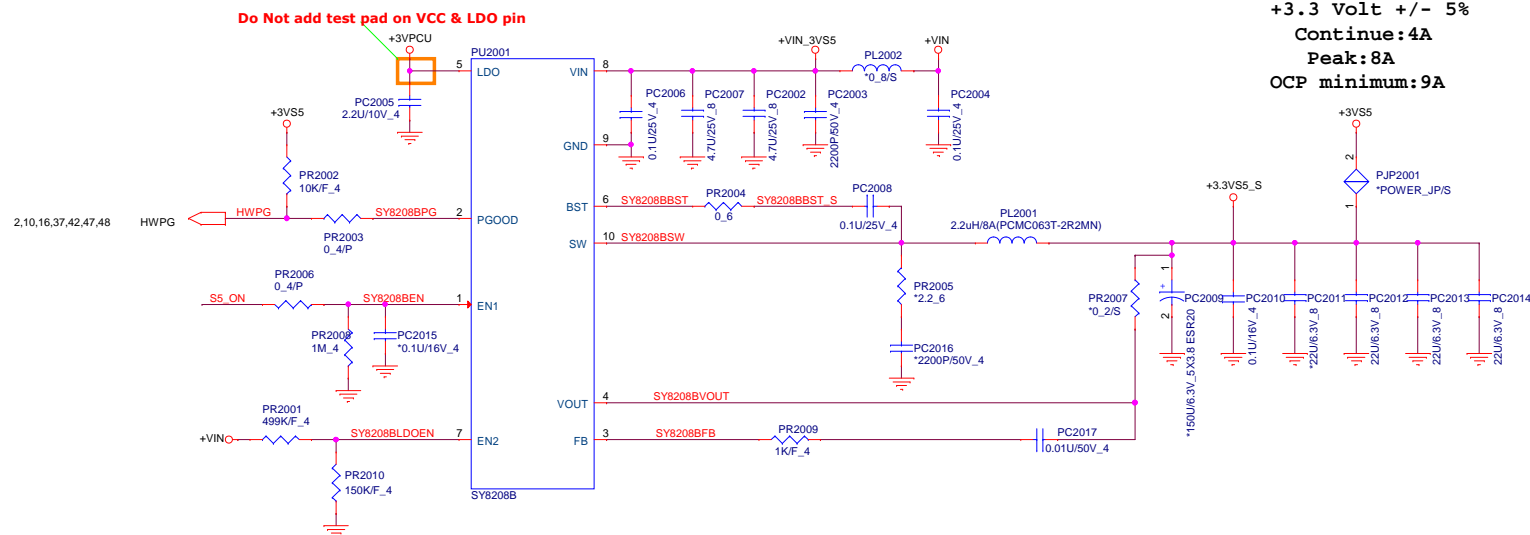 Do Not add test pad on VCC & LDO pin
+3.3 Volt +/- 5%
Continue:4A
Peak:8A
OCP minimum:9A
+3VPCU
PU2001
5
LDO
PC2005
2.2U/10V_4
VIN
8
+VIN_3VS5
PL2002
*0_8/S
+VIN
PC2006
0.1U/25V_4
PC2007
4.7U/25V_8
PC2002
4.7U/25V_8
PC2003
2200P/50V_4
PC2004
0.1U/25V_4
GND
9
+3VS5
PR2002
10K/F_4
2,10,16,37,42,47,48
HWPG
HWPG
PR2003
0_4/P
SY8208BPG
2
PGOOD
BST
6
SY8208BBST
PR2004
0_6
SY8208BBST_S
PC2008
0.1U/25V_4
SW
10
SY8208BSW
PL2001
2.2uH/8A(PCMC063T-2R2MN)
+3.3VS5_S
+3VS5
2
PJP2001
*POWER_JP/S
1
S5_ON
PR2006
0_4/P
SY8208BEN
1
EN1
PR2008
1M_4
PC2015
*0.1U/16V_4
PR2005
*2.2_6
PC2016
*2200P/50V_4
PR2007
*0_2/S
1
+
2
PC2009
*150U/6.3V_5X3.8 ESR20
PC2010
0.1U/16V_4
PC2011
*22U/6.3V_8
PC2012
22U/6.3V_8
PC2013
22U/6.3V_8
PC2014
22U/6.3V_8
VOUT
4
SY8208BVOUT
+VIN
PR2001
499K/F_4
SY8208BLDOEN
7
EN2
PR2010
150K/F_4
FB
3
SY8208BFB
PR2009
1K/F_4
PC2017
0.01U/50V_4
SY8208B